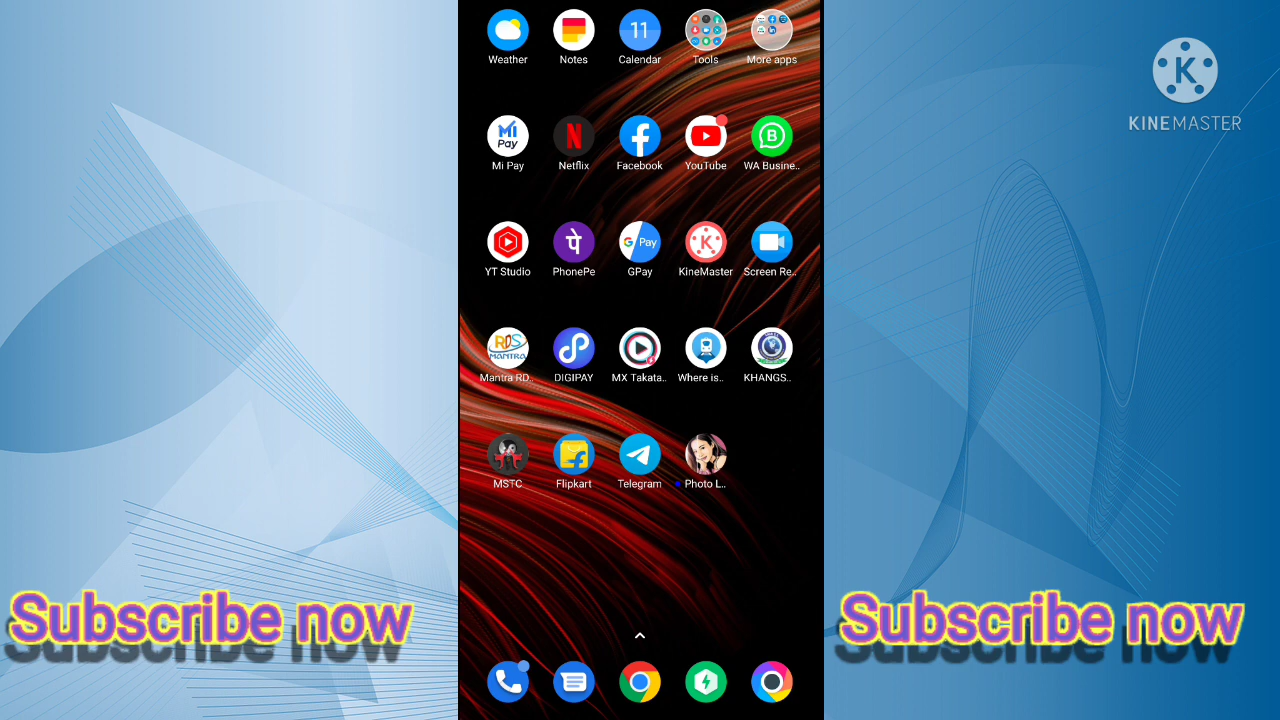 Weather Notes Calendar Tools More apps
11
KINEMASTER
Mi Pay Netflix Facebook YouTube WA Busine..
YT Studio PhonePe GPay KineMaster Screen Re..
G Pay
पे
Mantra RD.. DIGIPAY MX Takata.. Where is.. KHANGS..
RDS
MANTRA
MSTC Flipkart Telegram Photo L..
Subscribe now
Subscribe now